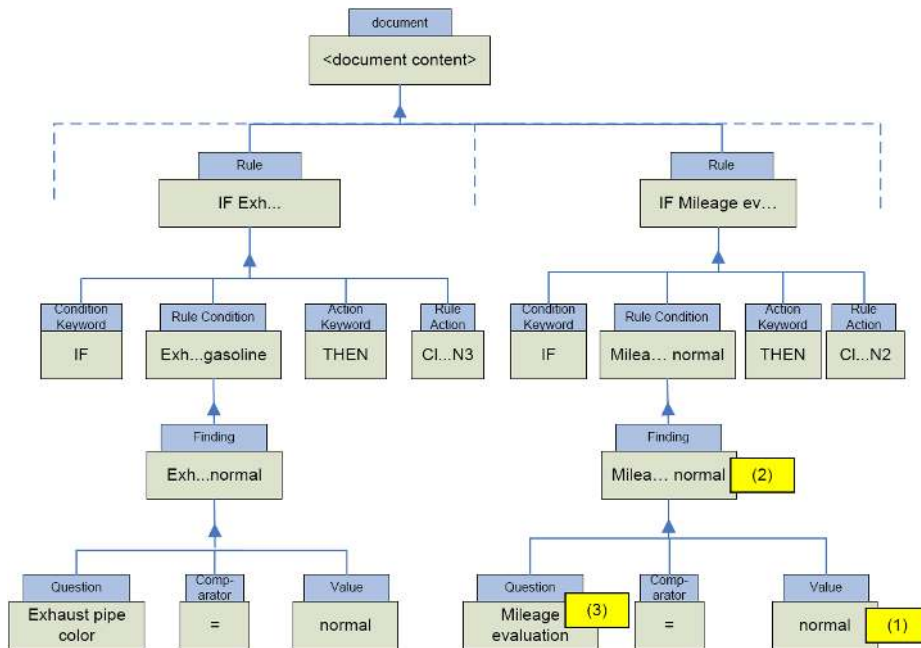 document
<document content>
Rule
Rule
IF Exh...
IF Mileage ev...
Condition
Keyword
Rule Condition
Action
Keyword
Rule
Action
Condition
Keyword
Rule Condition
Action
Keyword
Rule
Action
IF
Exh...gasoline
THEN
Cl...N3
IF
Milea... normal
THEN
Cl...N2
Finding
Finding
Exh...normal
Milea... normal
(2)
Question
Comp-
arator
Value
Question
Comp-
arator
Value
Exhaust pipe
color
=
normal
Mileage
evaluation
(3)
=
normal
(1)